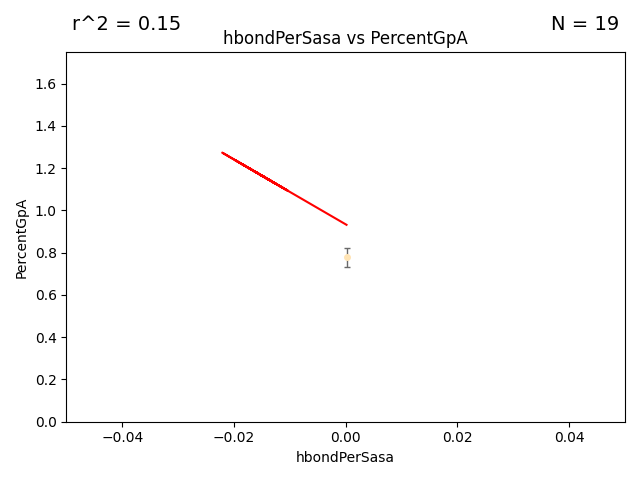 r^2 = 0.15
N = 19
hbondPerSasa vs PercentGpA
PercentGpA
1.6
1.4
1.2
1.0
0.8
0.6
0.4
0.2
0.0
−0.04
−0.02
0.00
0.02
0.04
hbondPerSasa